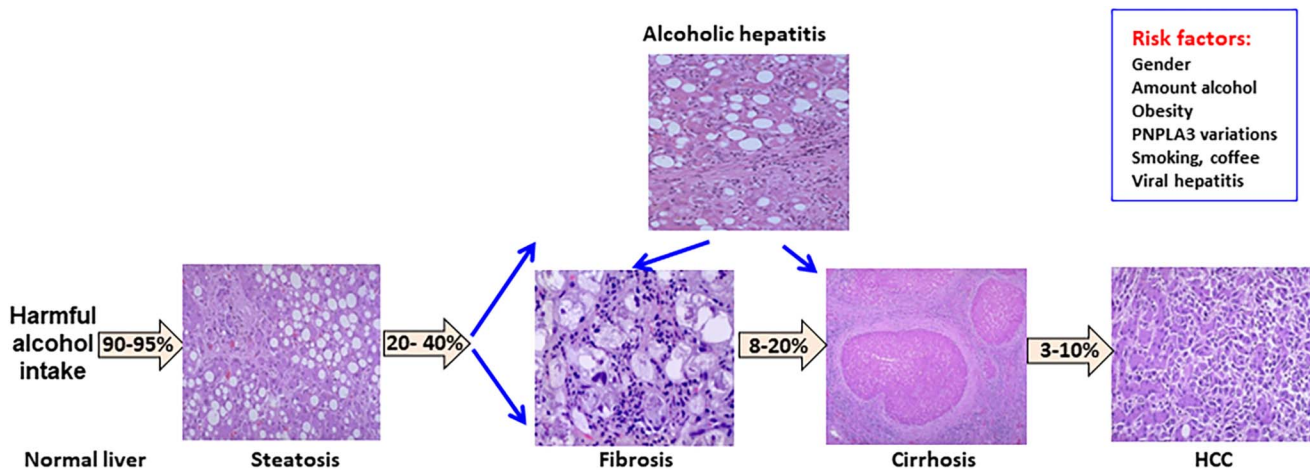 Alcoholic hepatitis
Risk factors:
Gender
Amount alcohol
Obesity
PNPLA3 variations
Smoking, coffee
Viral hepatitis
Harmful
alcohol
intake
90-95%
20- 40%
8-20%
3-10%
Normal liver
Steatosis
Fibrosis
Cirrhosis
HCC